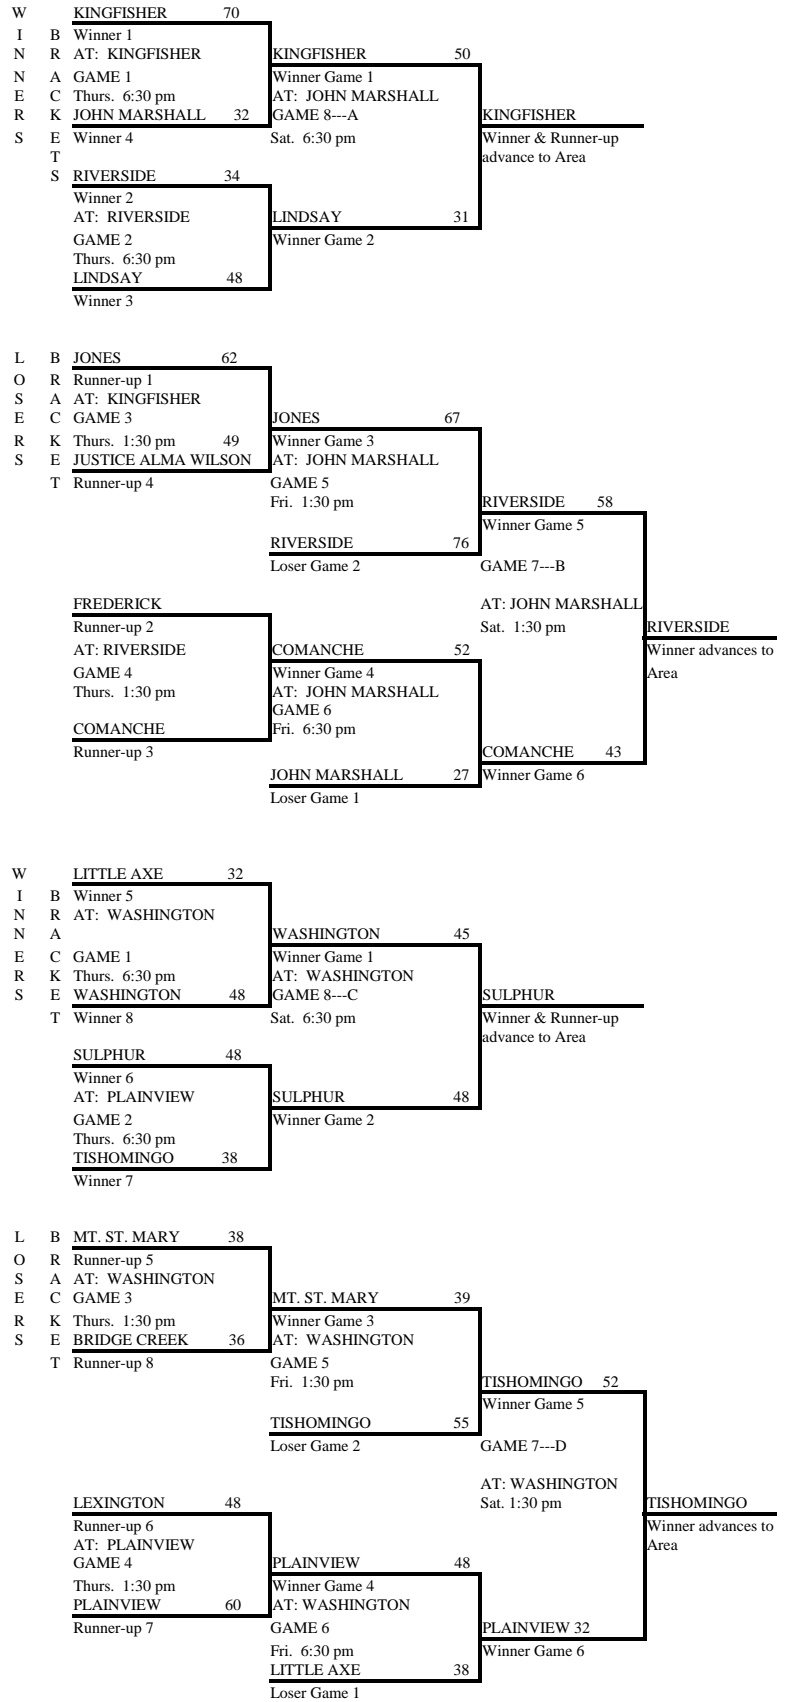 W KINGFISHER 70
I B Winner 1
N R AT: KINGFISHER KINGFISHER 50
N A GAME 1 Winner Game 1
E C Thurs. 6:30 pm AT: JOHN MARSHALL
R K JOHN MARSHALL 32 GAME 8---A KINGFISHER
S E Winner 4 Sat. 6:30 pm Winner & Runner-up
T advance to Area
S RIVERSIDE 34
Winner 2
AT: RIVERSIDE LINDSAY 31
GAME 2 Winner Game 2
Thurs. 6:30 pm
LINDSAY 48
Winner 3
L B JONES 62
O R Runner-up 1
S A AT: KINGFISHER
E C GAME 3 JONES 67
R K Thurs. 1:30 pm 49 Winner Game 3
S E JUSTICE ALMA WILSON AT: JOHN MARSHALL
T Runner-up 4 GAME 5
Fri. 1:30 pm RIVERSIDE 58
Winner Game 5
RIVERSIDE 76
Loser Game 2 GAME 7---B
FREDERICK AT: JOHN MARSHALL
Runner-up 2 Sat. 1:30 pm RIVERSIDE
AT: RIVERSIDE COMANCHE 52 Winner advances to
GAME 4 Winner Game 4 Area
Thurs. 1:30 pm AT: JOHN MARSHALL
GAME 6
COMANCHE Fri. 6:30 pm
Runner-up 3 COMANCHE 43
JOHN MARSHALL 27 Winner Game 6
Loser Game 1
W LITTLE AXE 32
I B Winner 5
N R AT: WASHINGTON
N A WASHINGTON 45
E C GAME 1 Winner Game 1
R K Thurs. 6:30 pm AT: WASHINGTON
S E WASHINGTON 48 GAME 8---C SULPHUR
T Winner 8 Sat. 6:30 pm Winner & Runner-up
advance to Area
SULPHUR 48
Winner 6
AT: PLAINVIEW SULPHUR 48
GAME 2 Winner Game 2
Thurs. 6:30 pm
TISHOMINGO 38
Winner 7
L B MT. ST. MARY 38
O R Runner-up 5
S A AT: WASHINGTON
E C GAME 3 MT. ST. MARY 39
R K Thurs. 1:30 pm Winner Game 3
S E BRIDGE CREEK 36 AT: WASHINGTON
T Runner-up 8 GAME 5
Fri. 1:30 pm TISHOMINGO 52
Winner Game 5
TISHOMINGO 55
Loser Game 2 GAME 7---D
AT: WASHINGTON
LEXINGTON 48 Sat. 1:30 pm TISHOMINGO
Runner-up 6 Winner advances to
AT: PLAINVIEW Area
GAME 4 PLAINVIEW 48
Thurs. 1:30 pm Winner Game 4
PLAINVIEW 60 AT: WASHINGTON
Runner-up 7 GAME 6 PLAINVIEW 32
Fri. 6:30 pm Winner Game 6
LITTLE AXE 38
Loser Game 1